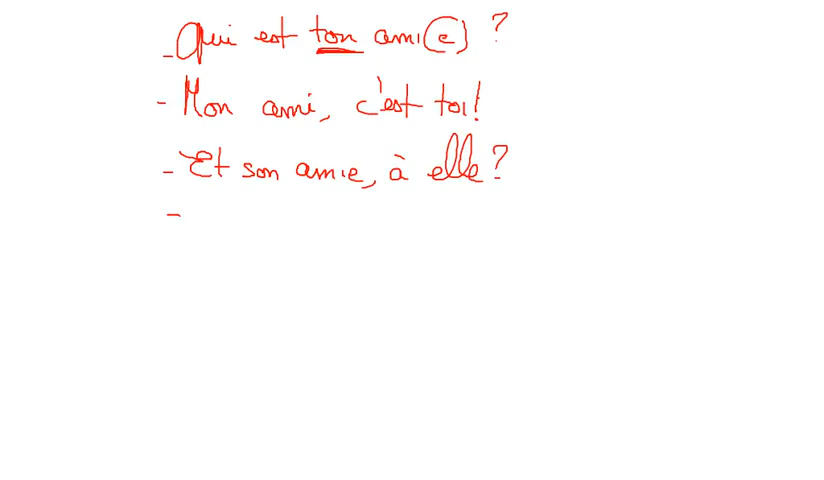 - Qui est ton ami(e) ?
- Mon ami, c'est toi!
- Et son amie, à elle?
-